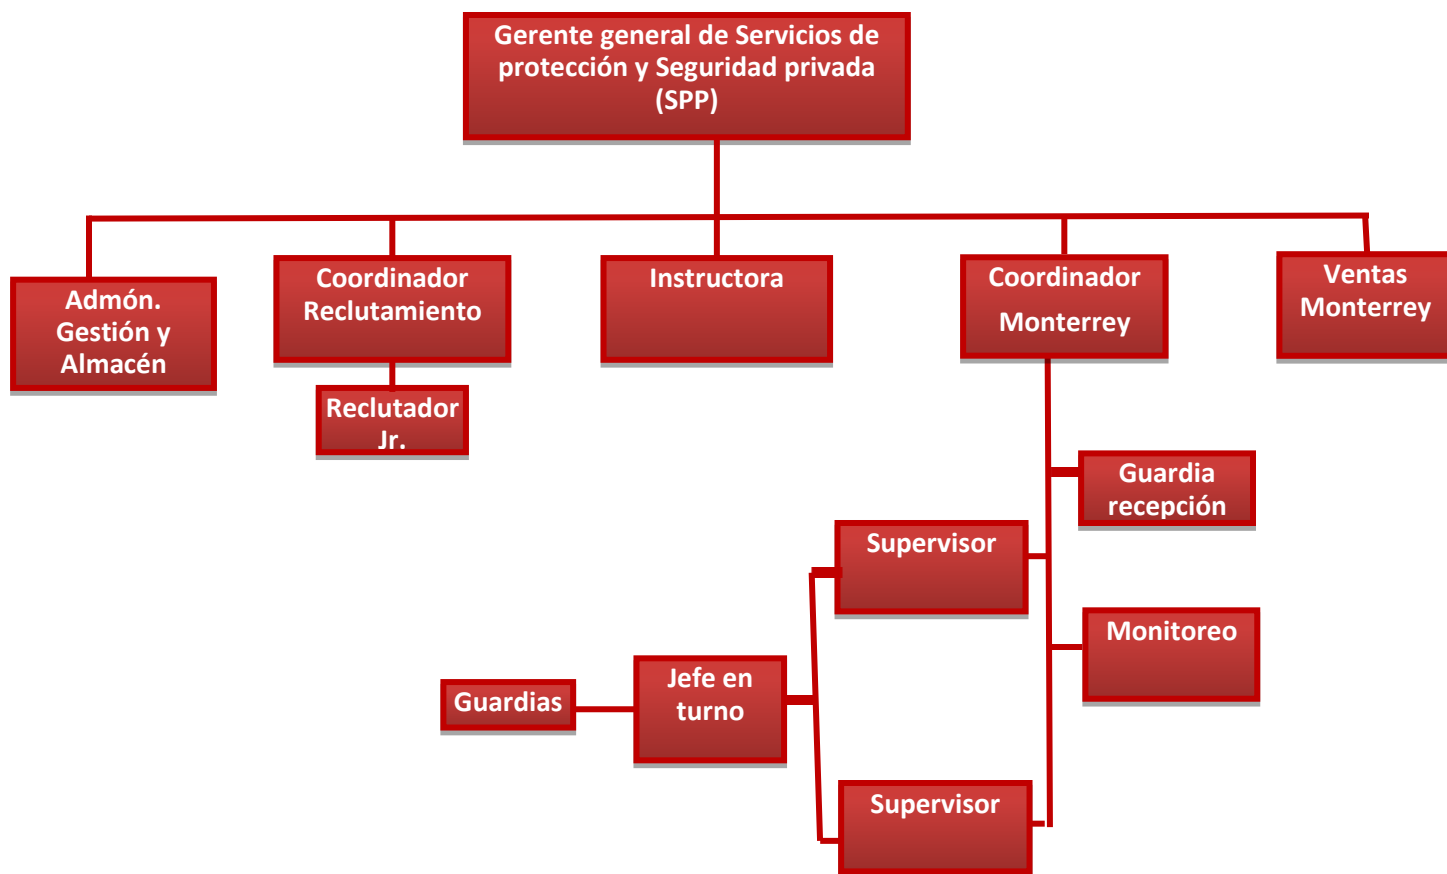 Gerente general de Servicios de
protección y Seguridad privada
(SPP)
Admón.
Gestión y
Almacén
Coordinador
Reclutamiento
Instructora
Coordinador
Monterrey
Ventas
Monterrey
Reclutador
Jr.
Guardia
recepción
Supervisor
Monitoreo
Jefe en
turno
Guardias
Supervisor